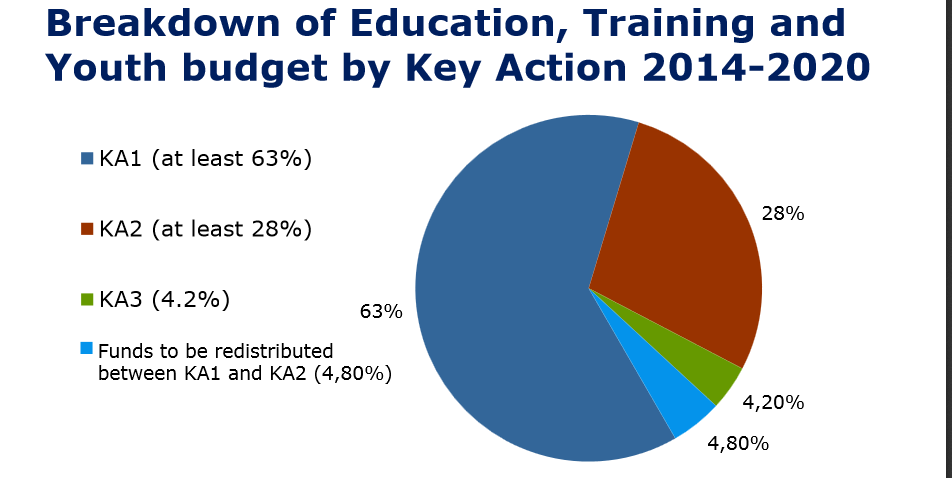 Breakdown of Education, Training and
Youth budget by Key Action 2014-2020
KA1 (at least 63%)
KA2 (at least 28%)
KA3 (4.2%)
Funds to be redistributed
between KA1 and KA2 (4,80%)
28%
63%
4,20%
4,80%